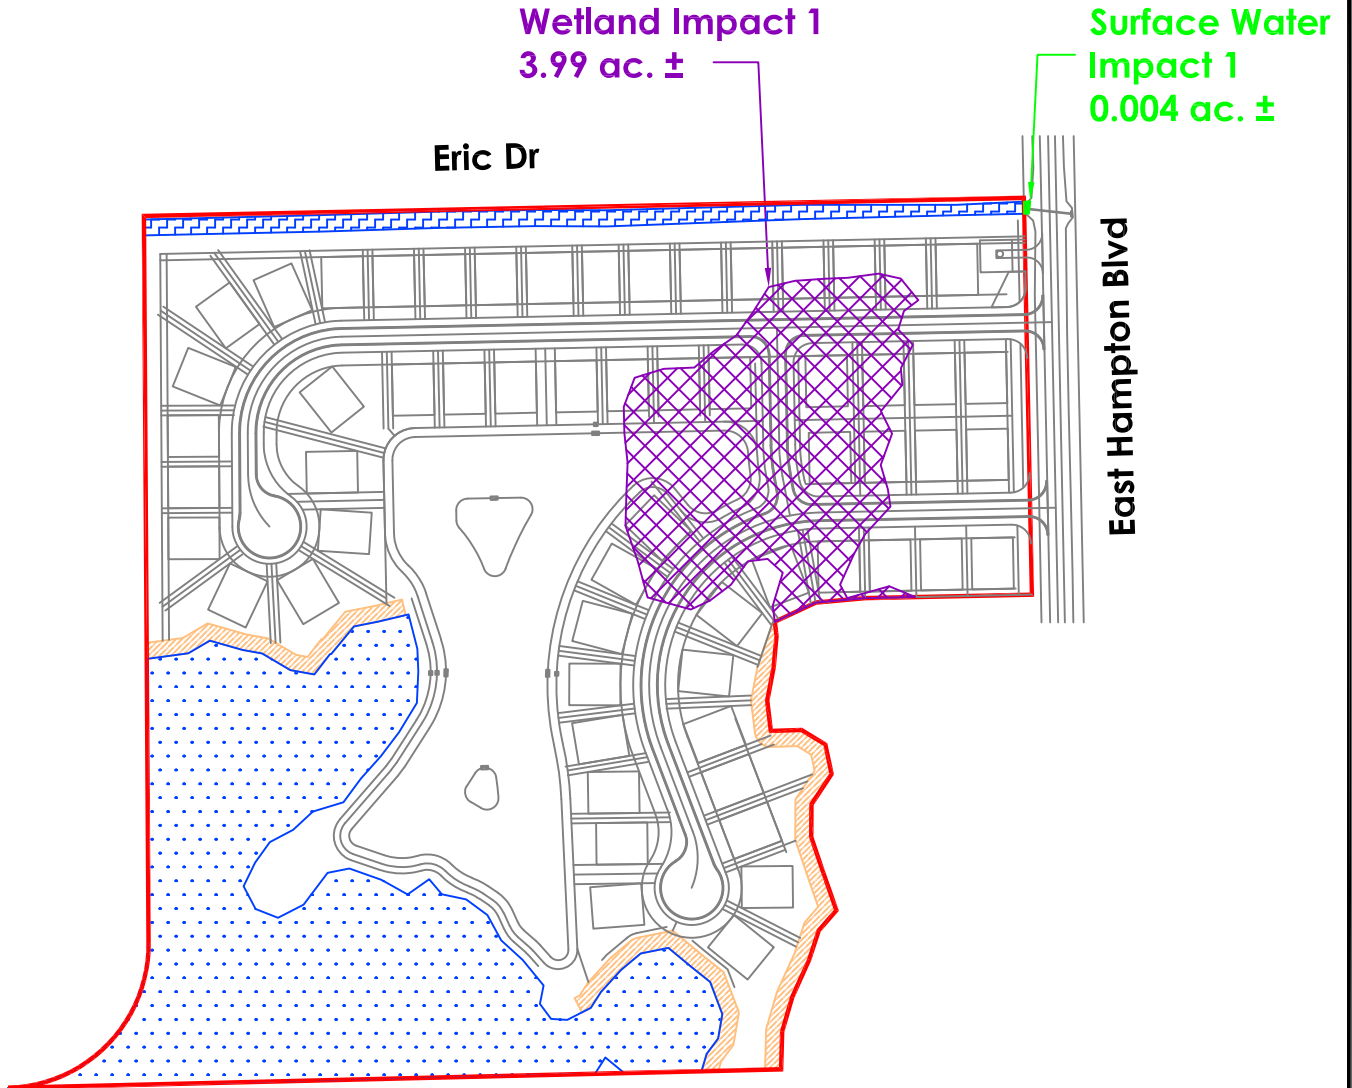 Wetland Impact 1
3.99 ac. ±
Surface Water
Impact 1
0.004 ac. ±
Eric Dr
East Hampton Blvd